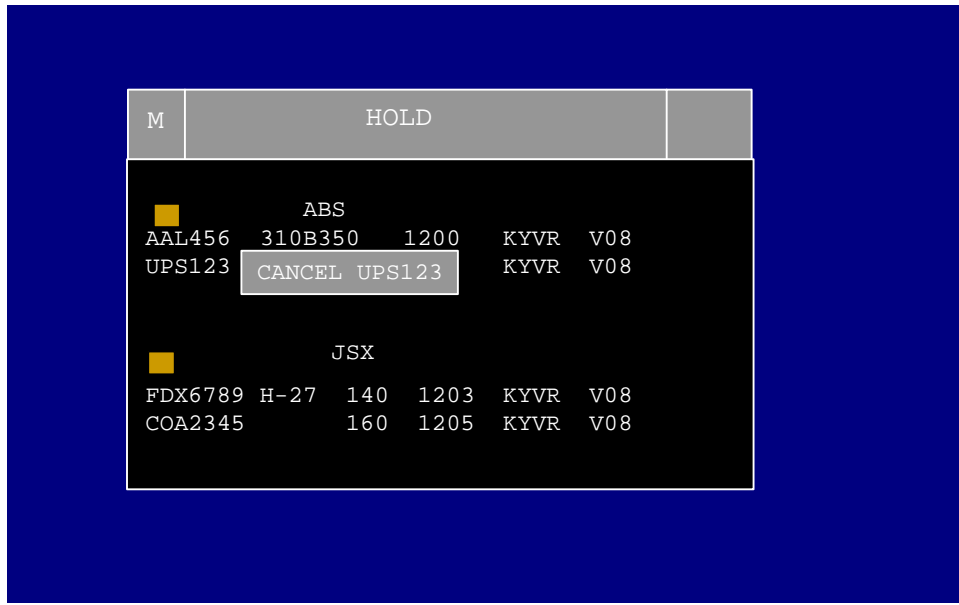 M HOLD
ABS
AAL456 310B350 1200 KYVR V08
UPS123 CANCEL UPS123 KYVR V08
JSX
FDX6789 H-27 140 1203 KYVR V08
COA2345 160 1205 KYVR V08